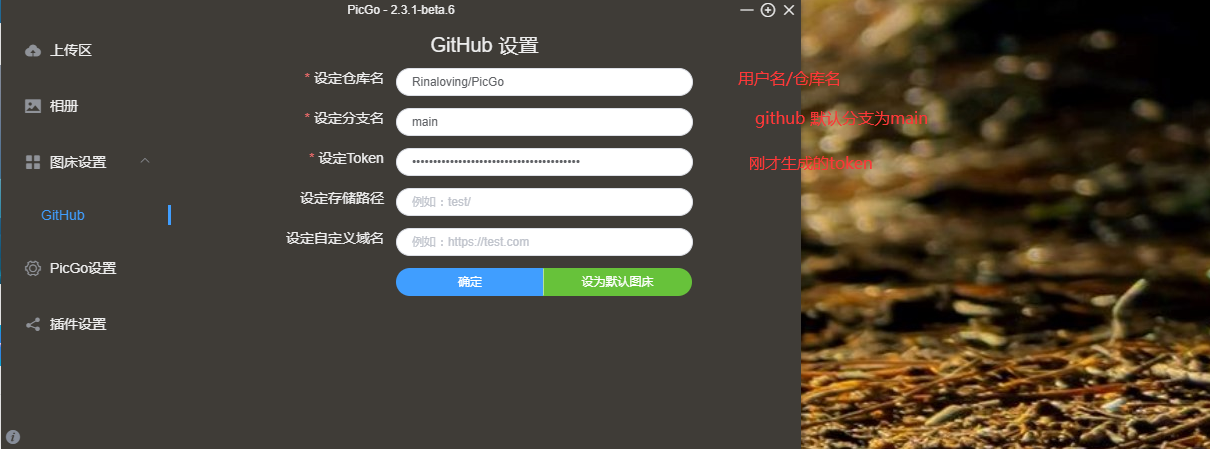 PicGo - 2.3.1-beta.6
上传区
相册
图床设置
GitHub
PicGo设置
插件设置
GitHub 设置
* 设定仓库名 Rinaloving/PicGo 用户名/仓库名
* 设定分支名 main github 默认分支为main
* 设定Token •••••••••••••••••••••••••••••••••••••••• 刚才生成的token
设定存储路径 例如：test/
设定自定义域名 例如：https://test.com
确定 设为默认图床